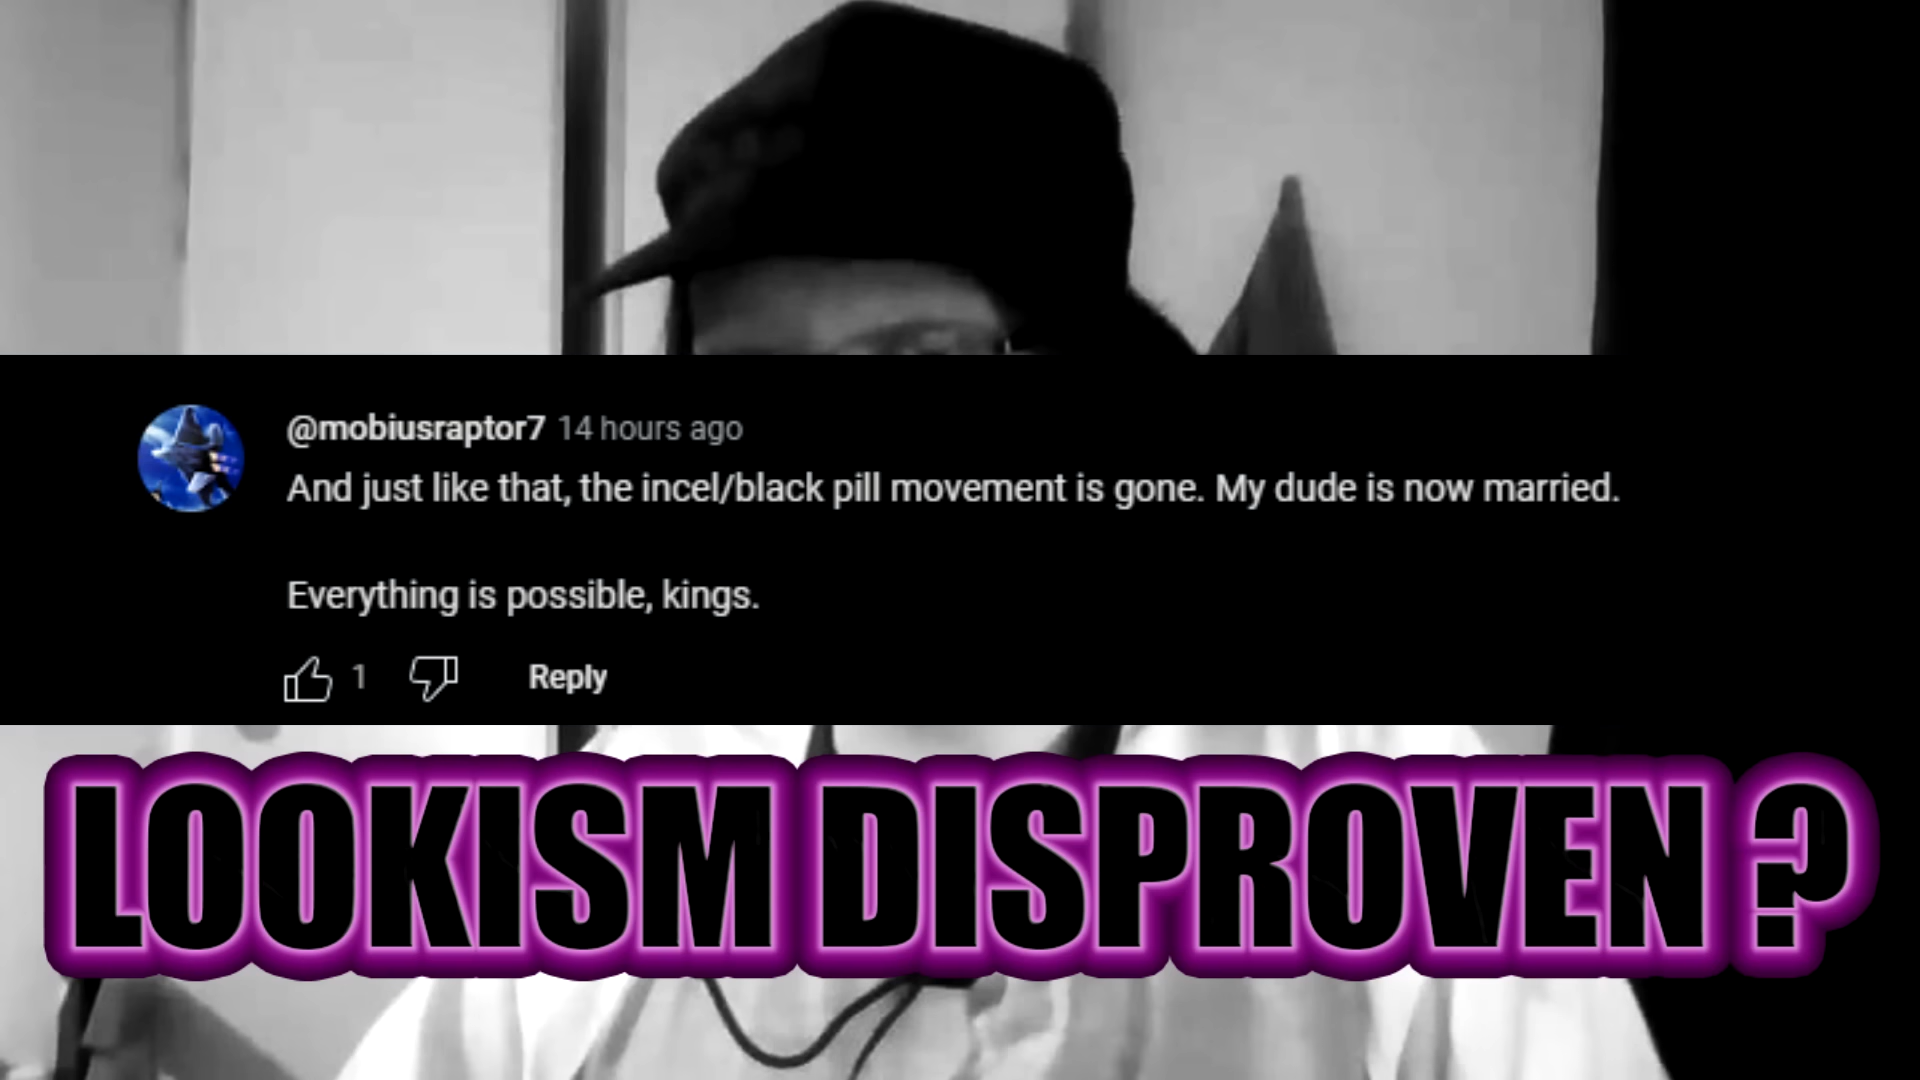 @mobiusraptor7 14 hours ago
And just like that, the incel/black pill movement is gone. My dude is now married.
Everything is possible, kings.
1 Reply
LOOKISM DISPROVEN ?